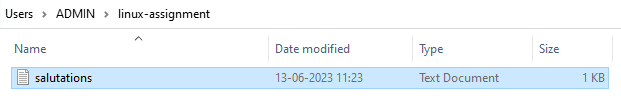 Users > ADMIN > linux-assignment
Name Date modified Type Size
salutations 13-06-2023 11:23 Text Document 1 KB